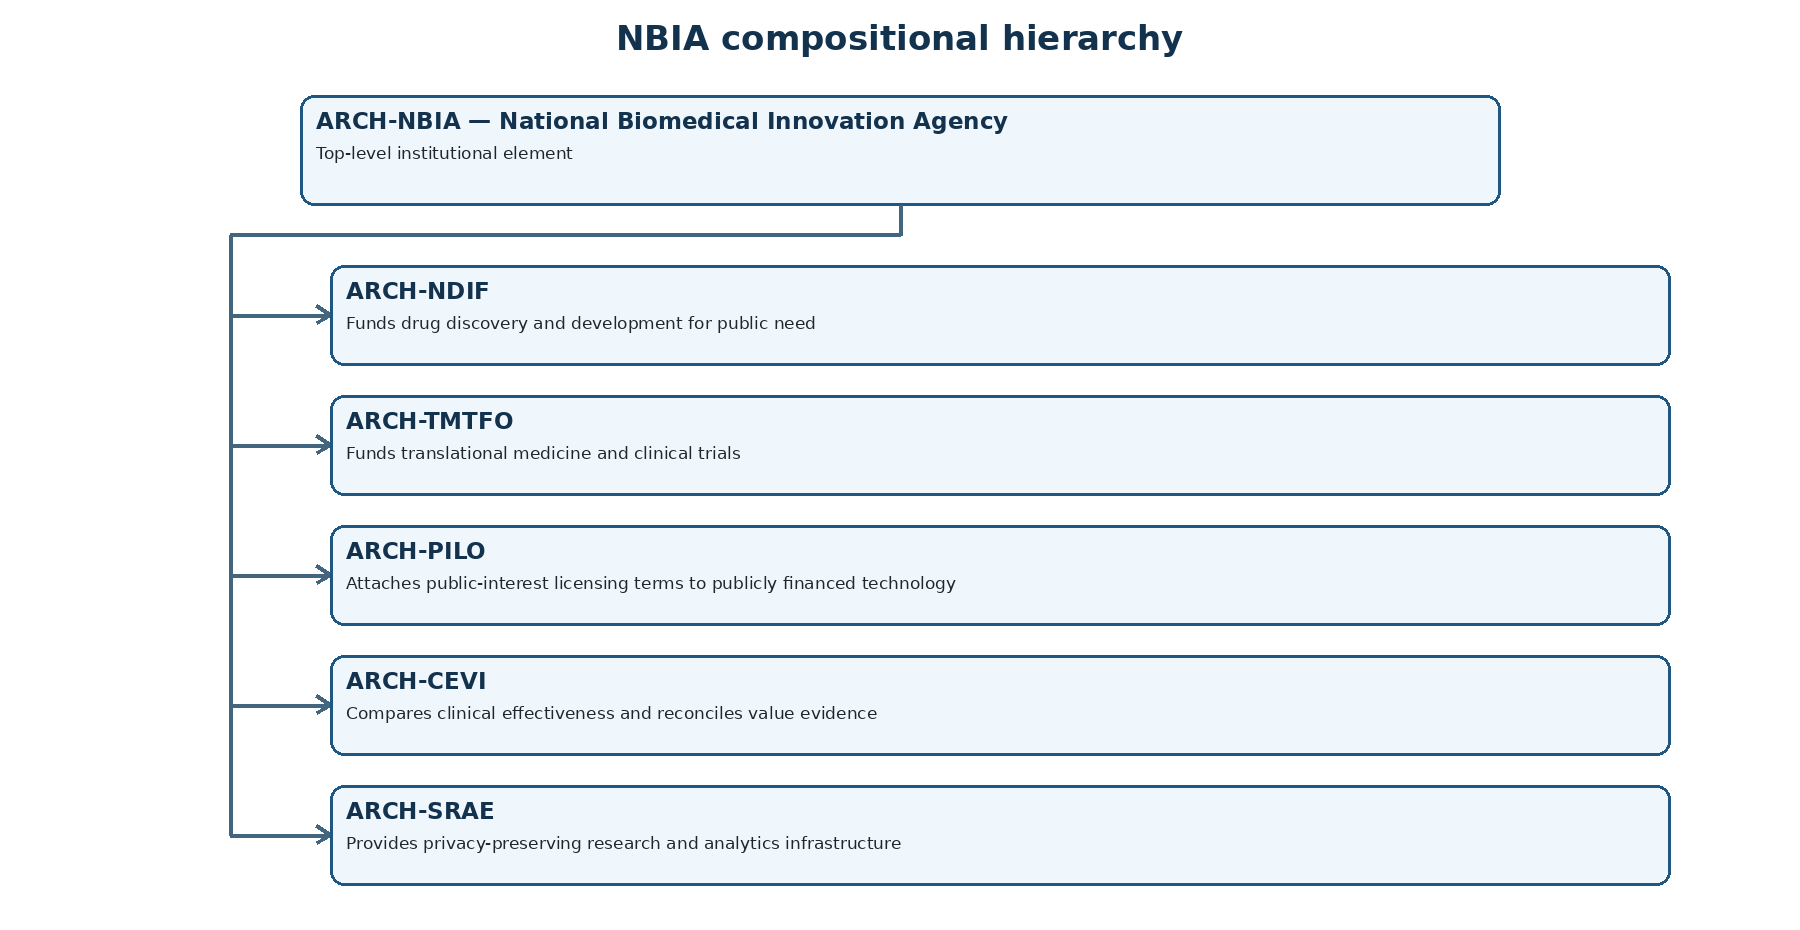 NBIA compositional hierarchy
ARCH-NBIA — National Biomedical Innovation Agency
Top-level institutional element
ARCH-NDIF
Funds drug discovery and development for public need
ARCH-TMTFO
Funds translational medicine and clinical trials
ARCH-PILO
Attaches public-interest licensing terms to publicly financed technology
ARCH-CEVI
Compares clinical effectiveness and reconciles value evidence
ARCH-SRAE
Provides privacy-preserving research and analytics infrastructure